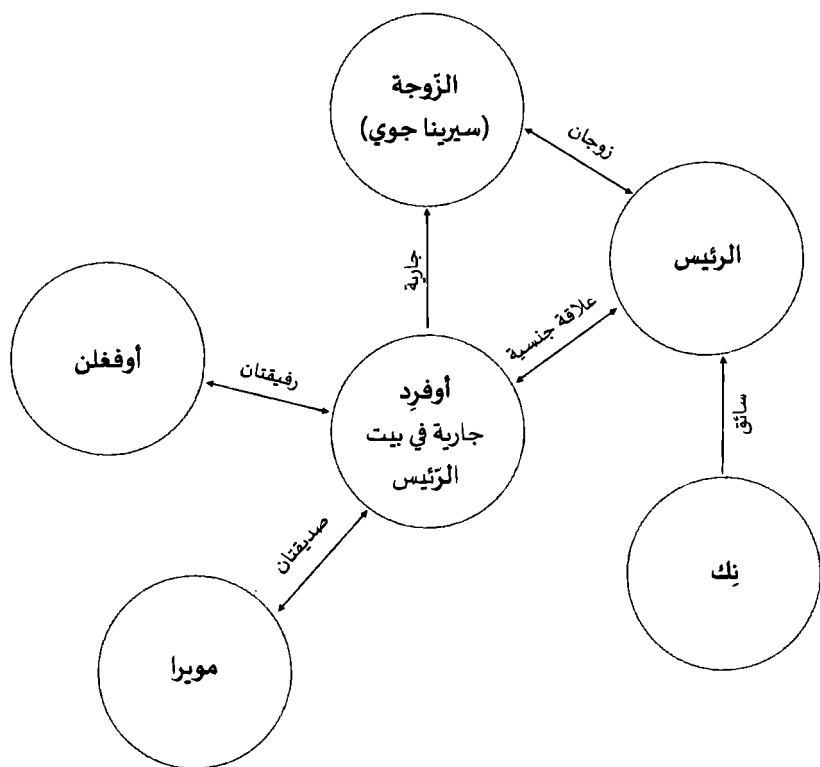 الزّوجة
(سيرينا جوي)
زوجان
الرئيس
جارية
علاقة جنسية
أوفغلن
رفيقتان
أوفرِد
جارية في بيت
الرّئيس
سائق
صديقتان
نِك
مويرا